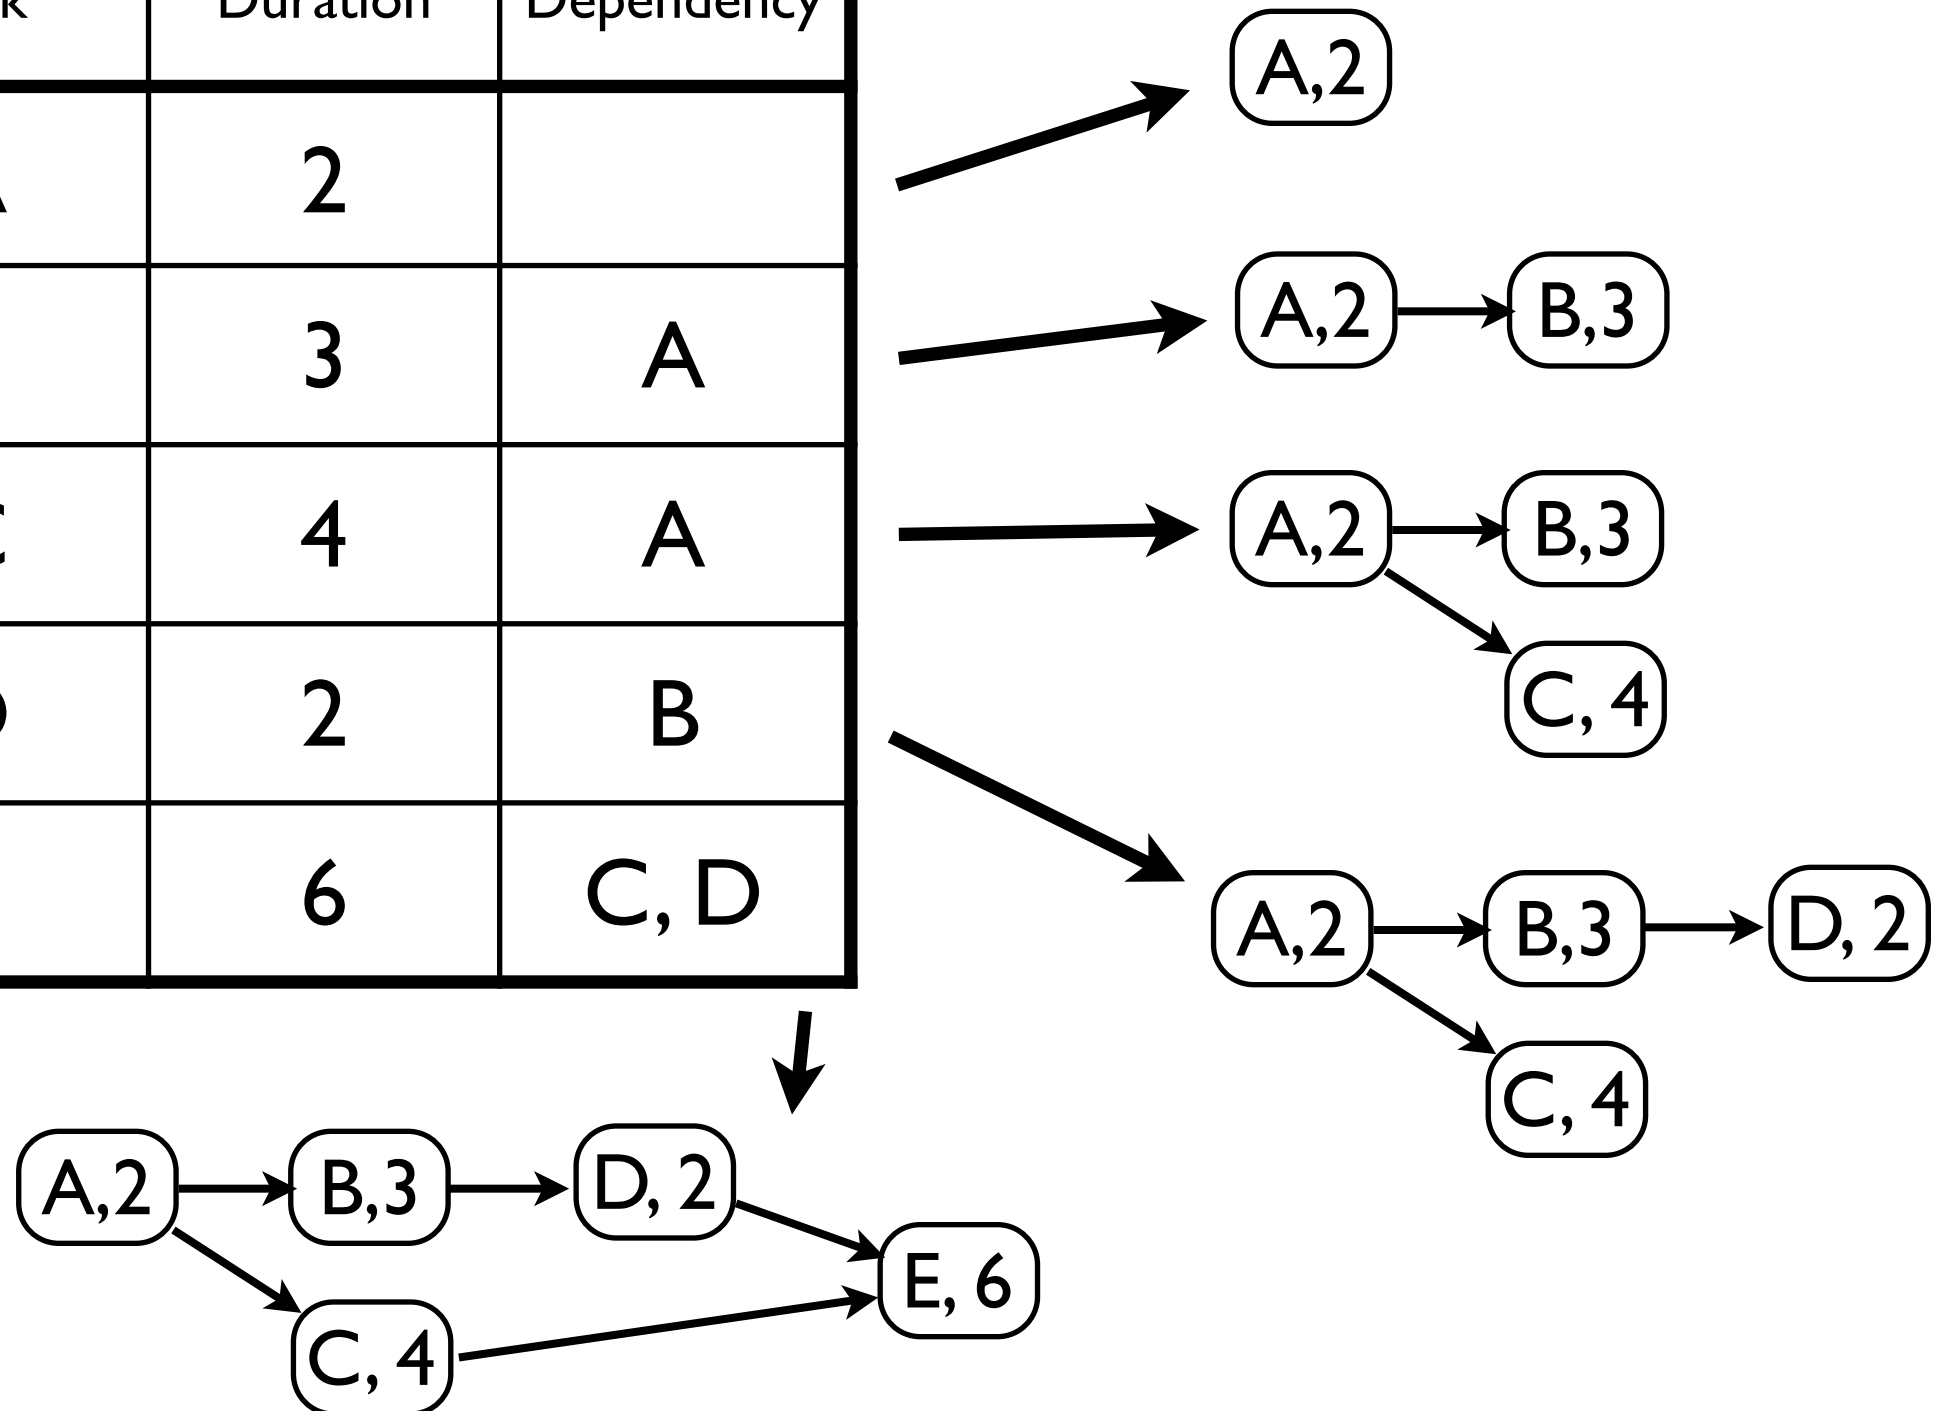 Duration Dependency
2
3 A
4 A
2 B
6 C, D
A,2
A,2 B,3
A,2 B,3
C, 4
A,2 B,3 D, 2
C, 4
A,2 B,3 D, 2
E, 6
C, 4